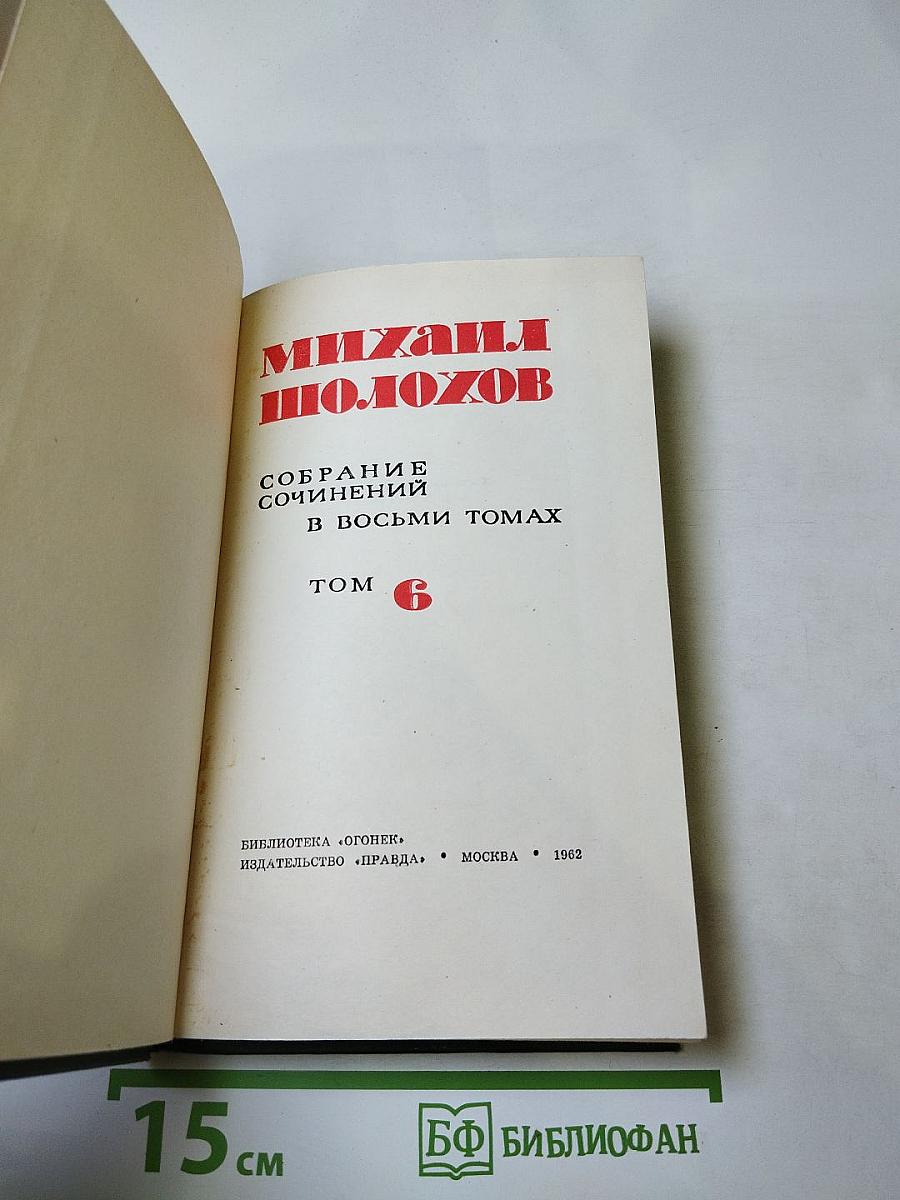 МИХАИЛ
ШОЛОХОВ
СОБРАНИЕ
СОЧИНЕНИЙ
В ВОСЬМИ ТОМАХ
ТОМ 6
БИБЛИОТЕКА «ОГОНЕК»
ИЗДАТЕЛЬСТВО «ПРАВДА» • МОСКВА • 1962
15 см БФ БИБЛИОФАН